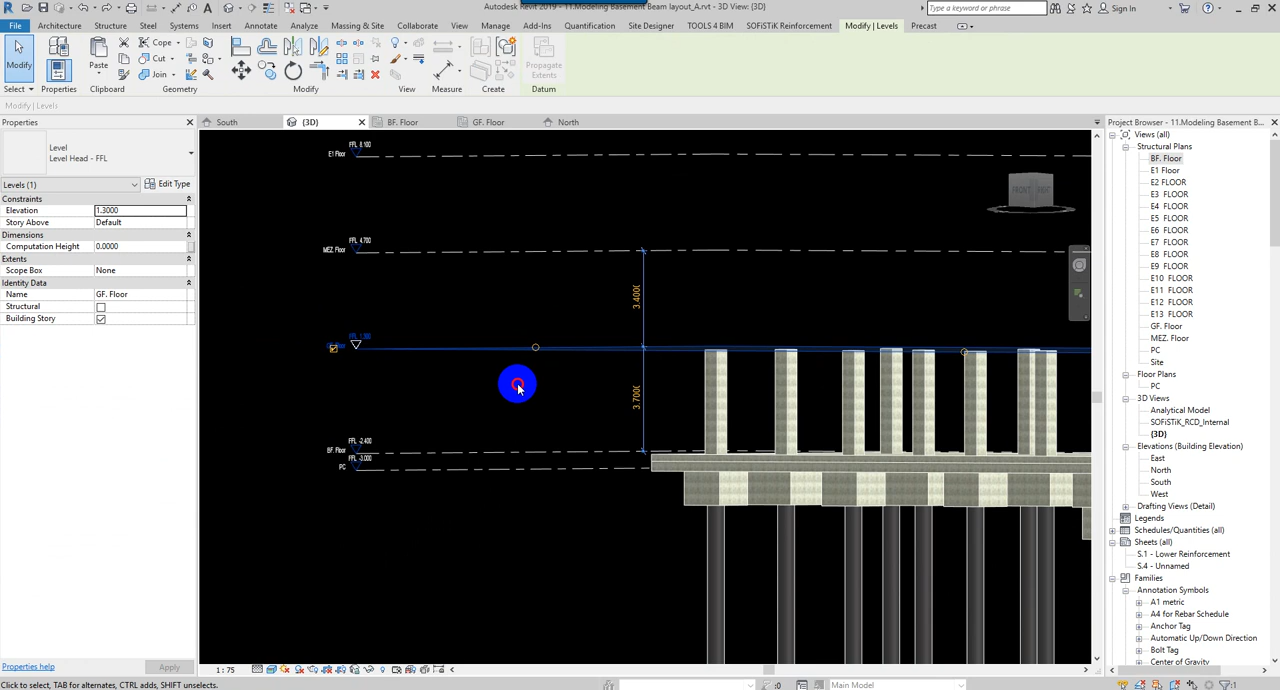 Autodesk Revit 2019 - 11.Modeling Basement Beam layout_A.rvt - 3D View: {3D}
Type a keyword or phrase
Sign In
File Architecture Structure Steel Systems Insert Annotate Analyze Massing & Site Collaborate View Manage Add-Ins Quantification Site Designer TOOLS 4 BIM SOFiSTiK Reinforcement Modify | Levels Precast
Modify Paste Cope Cut Join Propagate Extents
Select Properties Clipboard Geometry Modify View Measure Create Datum
Modify | Levels
Properties
South {3D} BF. Floor GF. Floor North
Project Browser - 11.Modeling Basement B...
Level
Level Head - FFL
Levels (1) Edit Type
Constraints
Elevation 1.3000
Story Above Default
Dimensions
Computation Height 0.0000
Extents
Scope Box None
Identity Data
Name GF. Floor
Structural
Building Story
Properties help Apply
FFL 8.100
E1 Floor
FFL 4.700
MEZ. Floor
3.4000
3.7000
FFL -2.400
BF. Floor
FFL -3.000
PC
FRONT RIGHT
Views (all)
Structural Plans
BF. Floor
E1 Floor
E2 FLOOR
E3 FLOOR
E4 FLOOR
E5 FLOOR
E6 FLOOR
E7 FLOOR
E8 FLOOR
E9 FLOOR
E10 FLOOR
E11 FLOOR
E12 FLOOR
E13 FLOOR
GF. Floor
MEZ. Floor
PC
Site
Floor Plans
PC
3D Views
Analytical Model
SOFiSTiK_RCD_Internal
{3D}
Elevations (Building Elevation)
East
North
South
West
Drafting Views (Detail)
Legends
Schedules/Quantities (all)
Sheets (all)
S.1 - Lower Reinforcement
S.4 - Unnamed
Families
Annotation Symbols
A1 metric
A4 for Rebar Schedule
Anchor Tag
Automatic Up/Down Direction
Bolt Tag
Center of Gravity
1 : 75
Click to select, TAB for alternates, CTRL adds, SHIFT unselects.
:0 Main Model :1